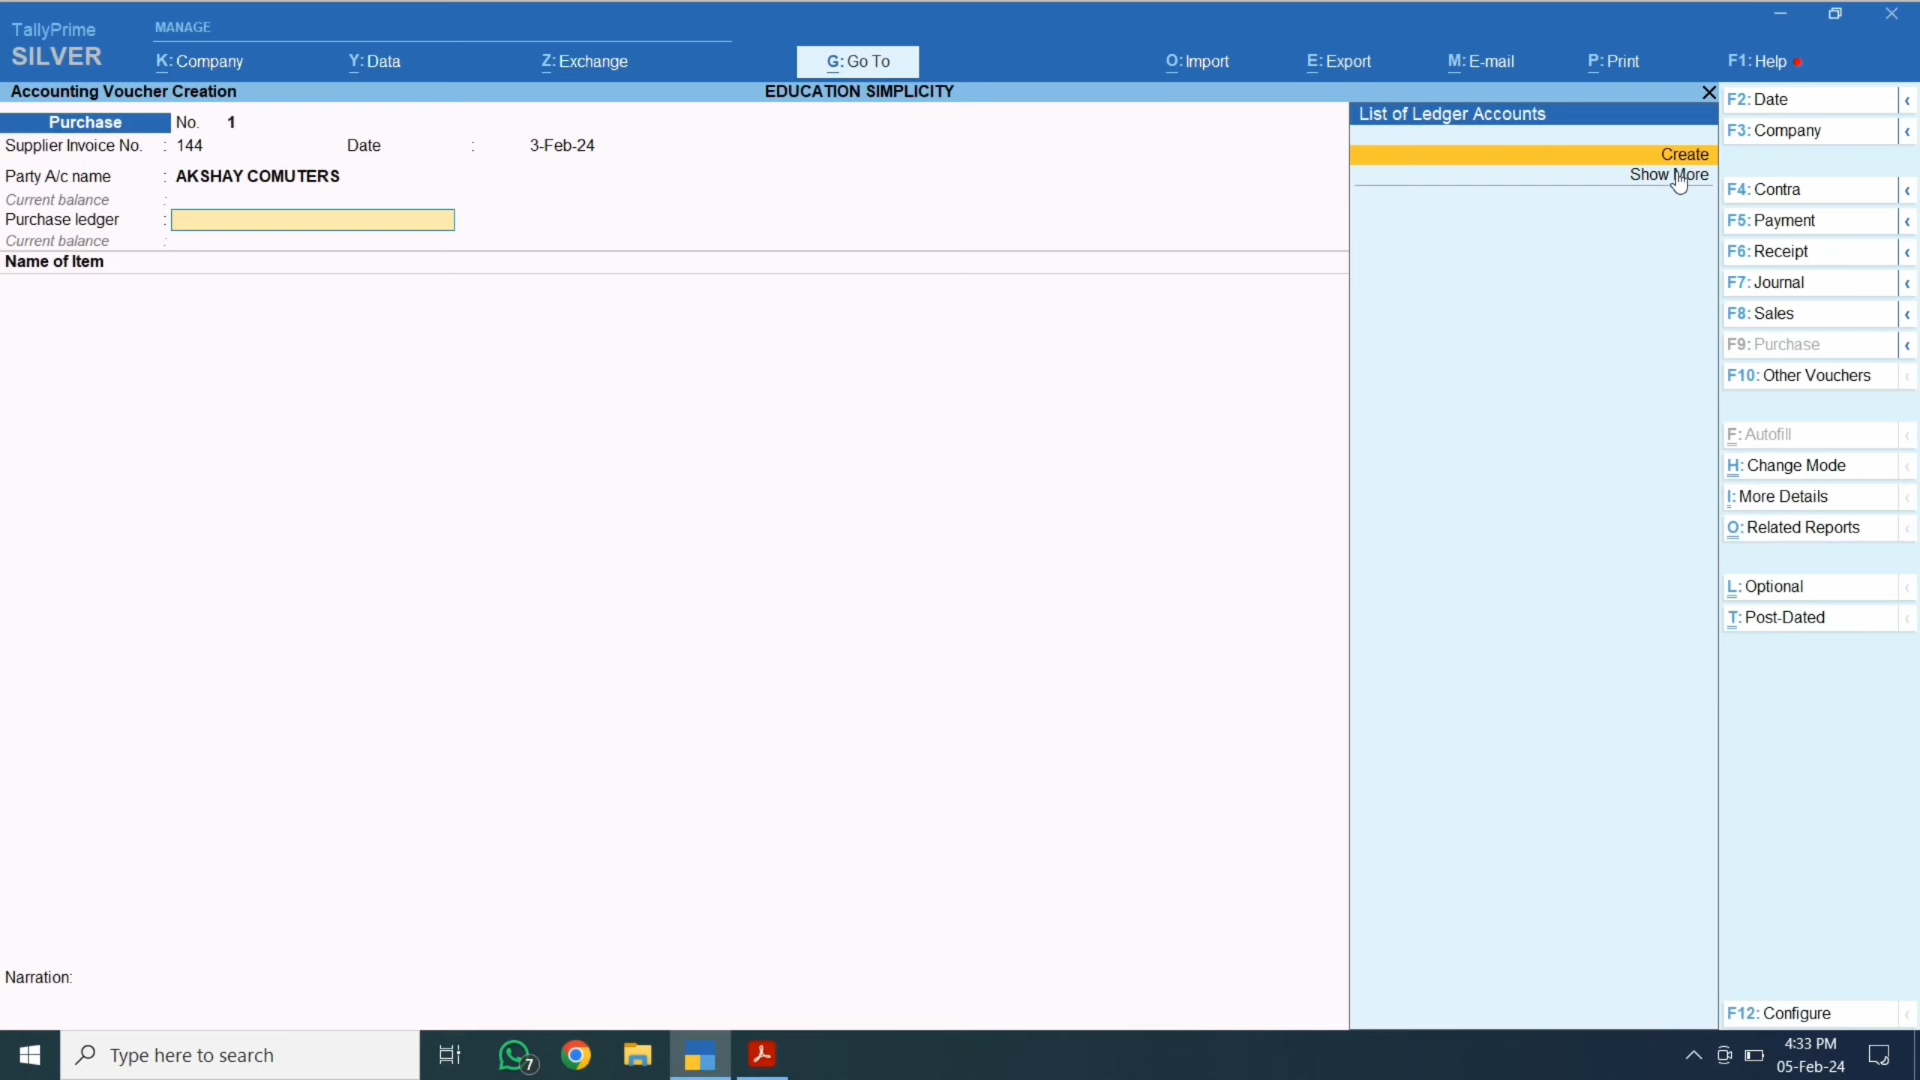 TallyPrime
SILVER
MANAGE
K: Company
Y: Data
Z: Exchange
G: Go To
O: Import
E: Export
M: E-mail
P: Print
F1: Help
Accounting Voucher Creation
EDUCATION SIMPLICITY
Purchase No. 1
Supplier Invoice No. : 144 Date : 3-Feb-24
Party A/c name : AKSHAY COMUTERS
Current balance :
Purchase ledger :
Current balance :
Name of Item
Narration:
List of Ledger Accounts
Create
Show More
F2: Date
F3: Company
F4: Contra
F5: Payment
F6: Receipt
F7: Journal
F8: Sales
F9: Purchase
F10: Other Vouchers
F: Autofill
H: Change Mode
I: More Details
O: Related Reports
L: Optional
T: Post-Dated
F12: Configure
Type here to search
7
4:33 PM
05-Feb-24